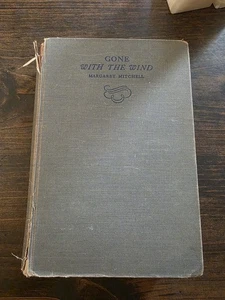 GONE
WITH THE WIND
MARGARET MITCHELL